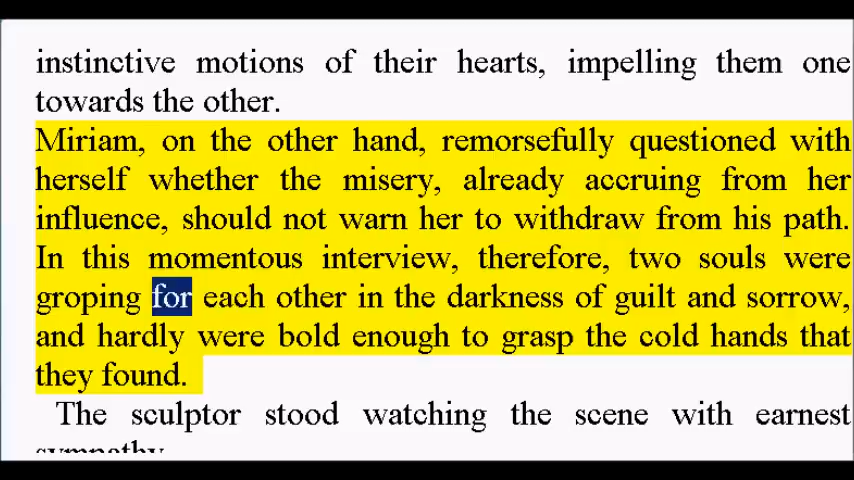 instinctive motions of their hearts, impelling them one
towards the other.
Miriam, on the other hand, remorsefully questioned with
herself whether the misery, already accruing from her
influence, should not warn her to withdraw from his path.
In this momentous interview, therefore, two souls were
groping for each other in the darkness of guilt and sorrow,
and hardly were bold enough to grasp the cold hands that
they found.
The sculptor stood watching the scene with earnest
sympathy.